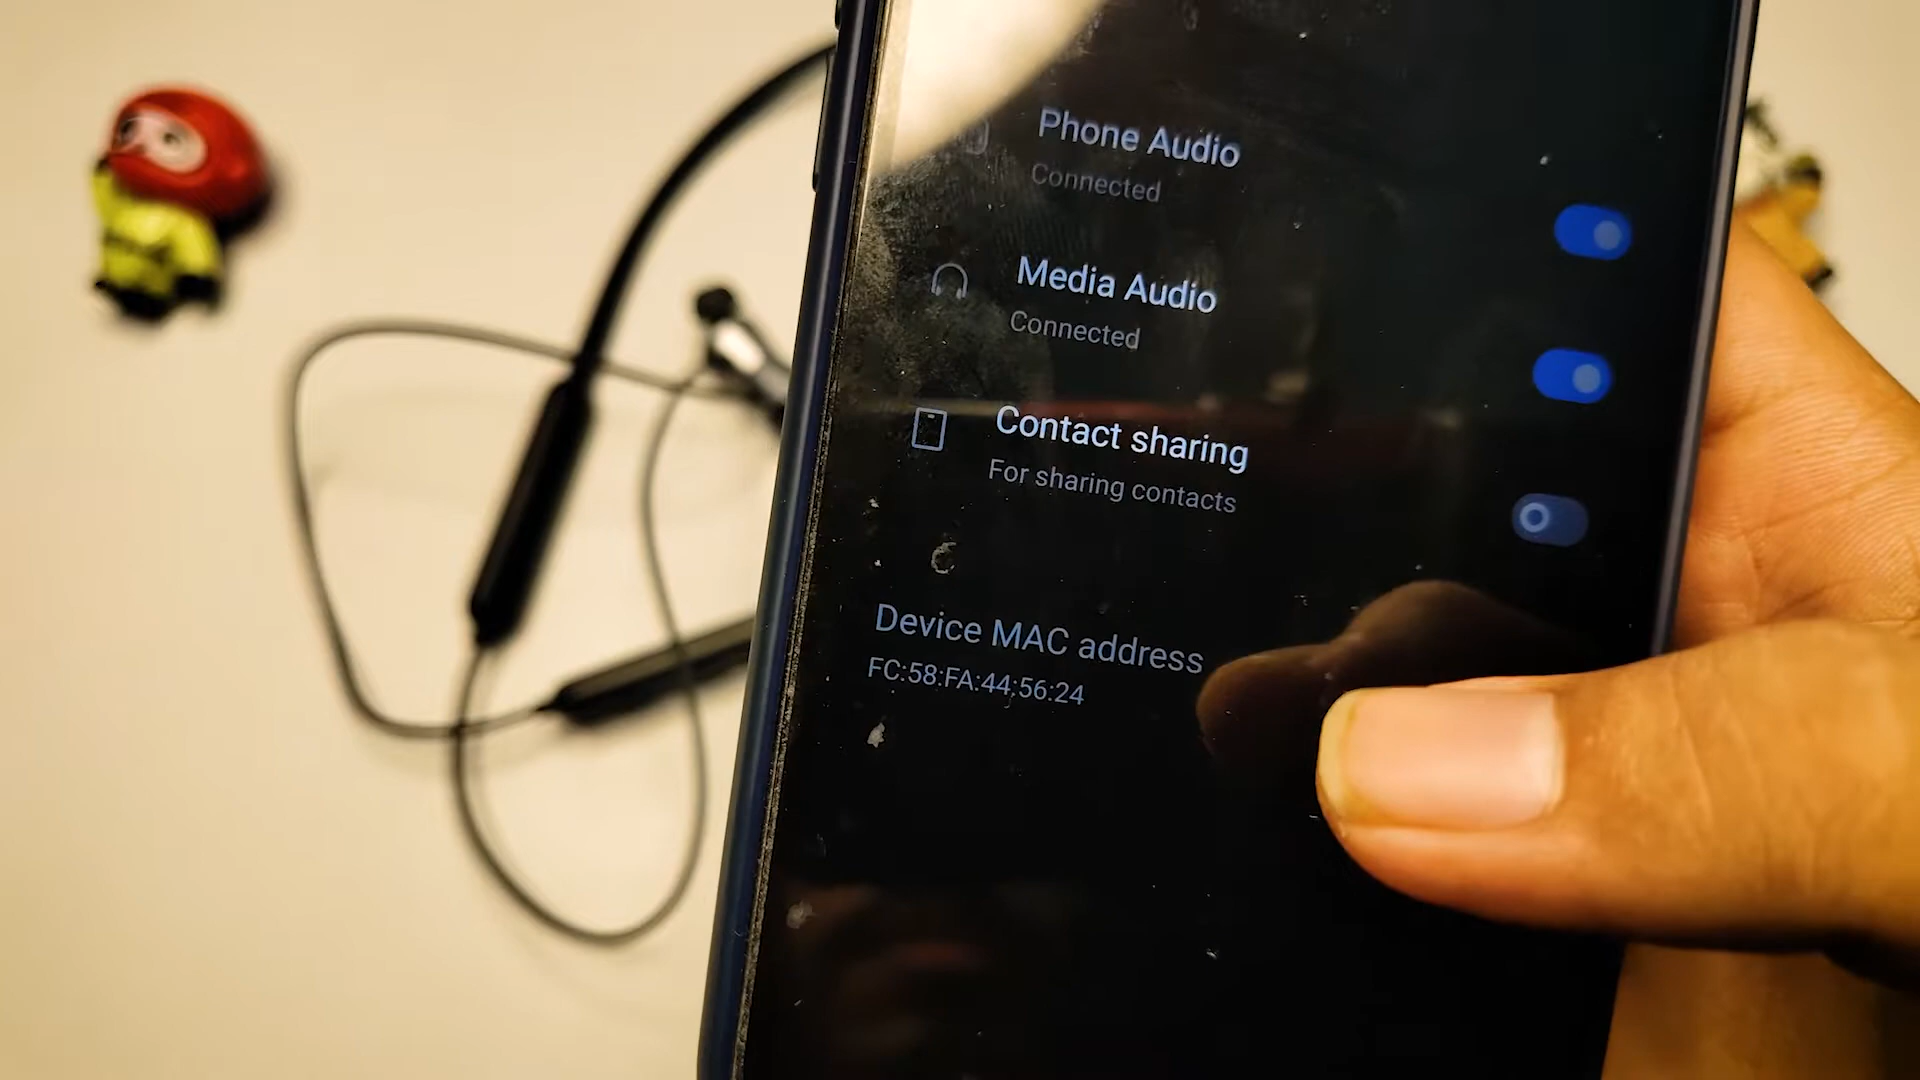 Phone Audio
Connected
Media Audio
Connected
Contact sharing
For sharing contacts
Device MAC address
FC:58:FA:44:56:24